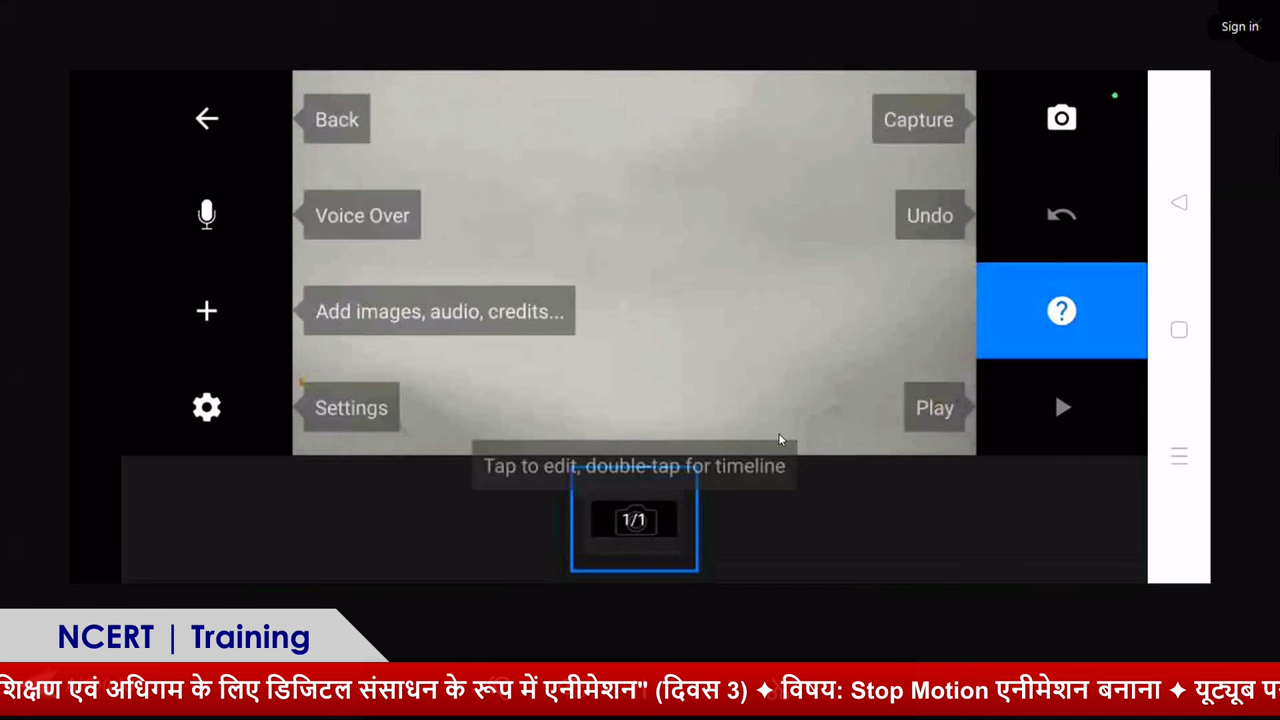 Sign in
Back
Capture
Voice Over
Undo
Add images, audio, credits...
Settings
Play
Tap to edit, double-tap for timeline
1/1
NCERT | Training
शिक्षण एवं अधिगम के लिए डिजिटल संसाधन के रूप में एनीमेशन" (दिवस 3) ✦ विषय: Stop Motion एनीमेशन बनाना ✦ यूट्यूब